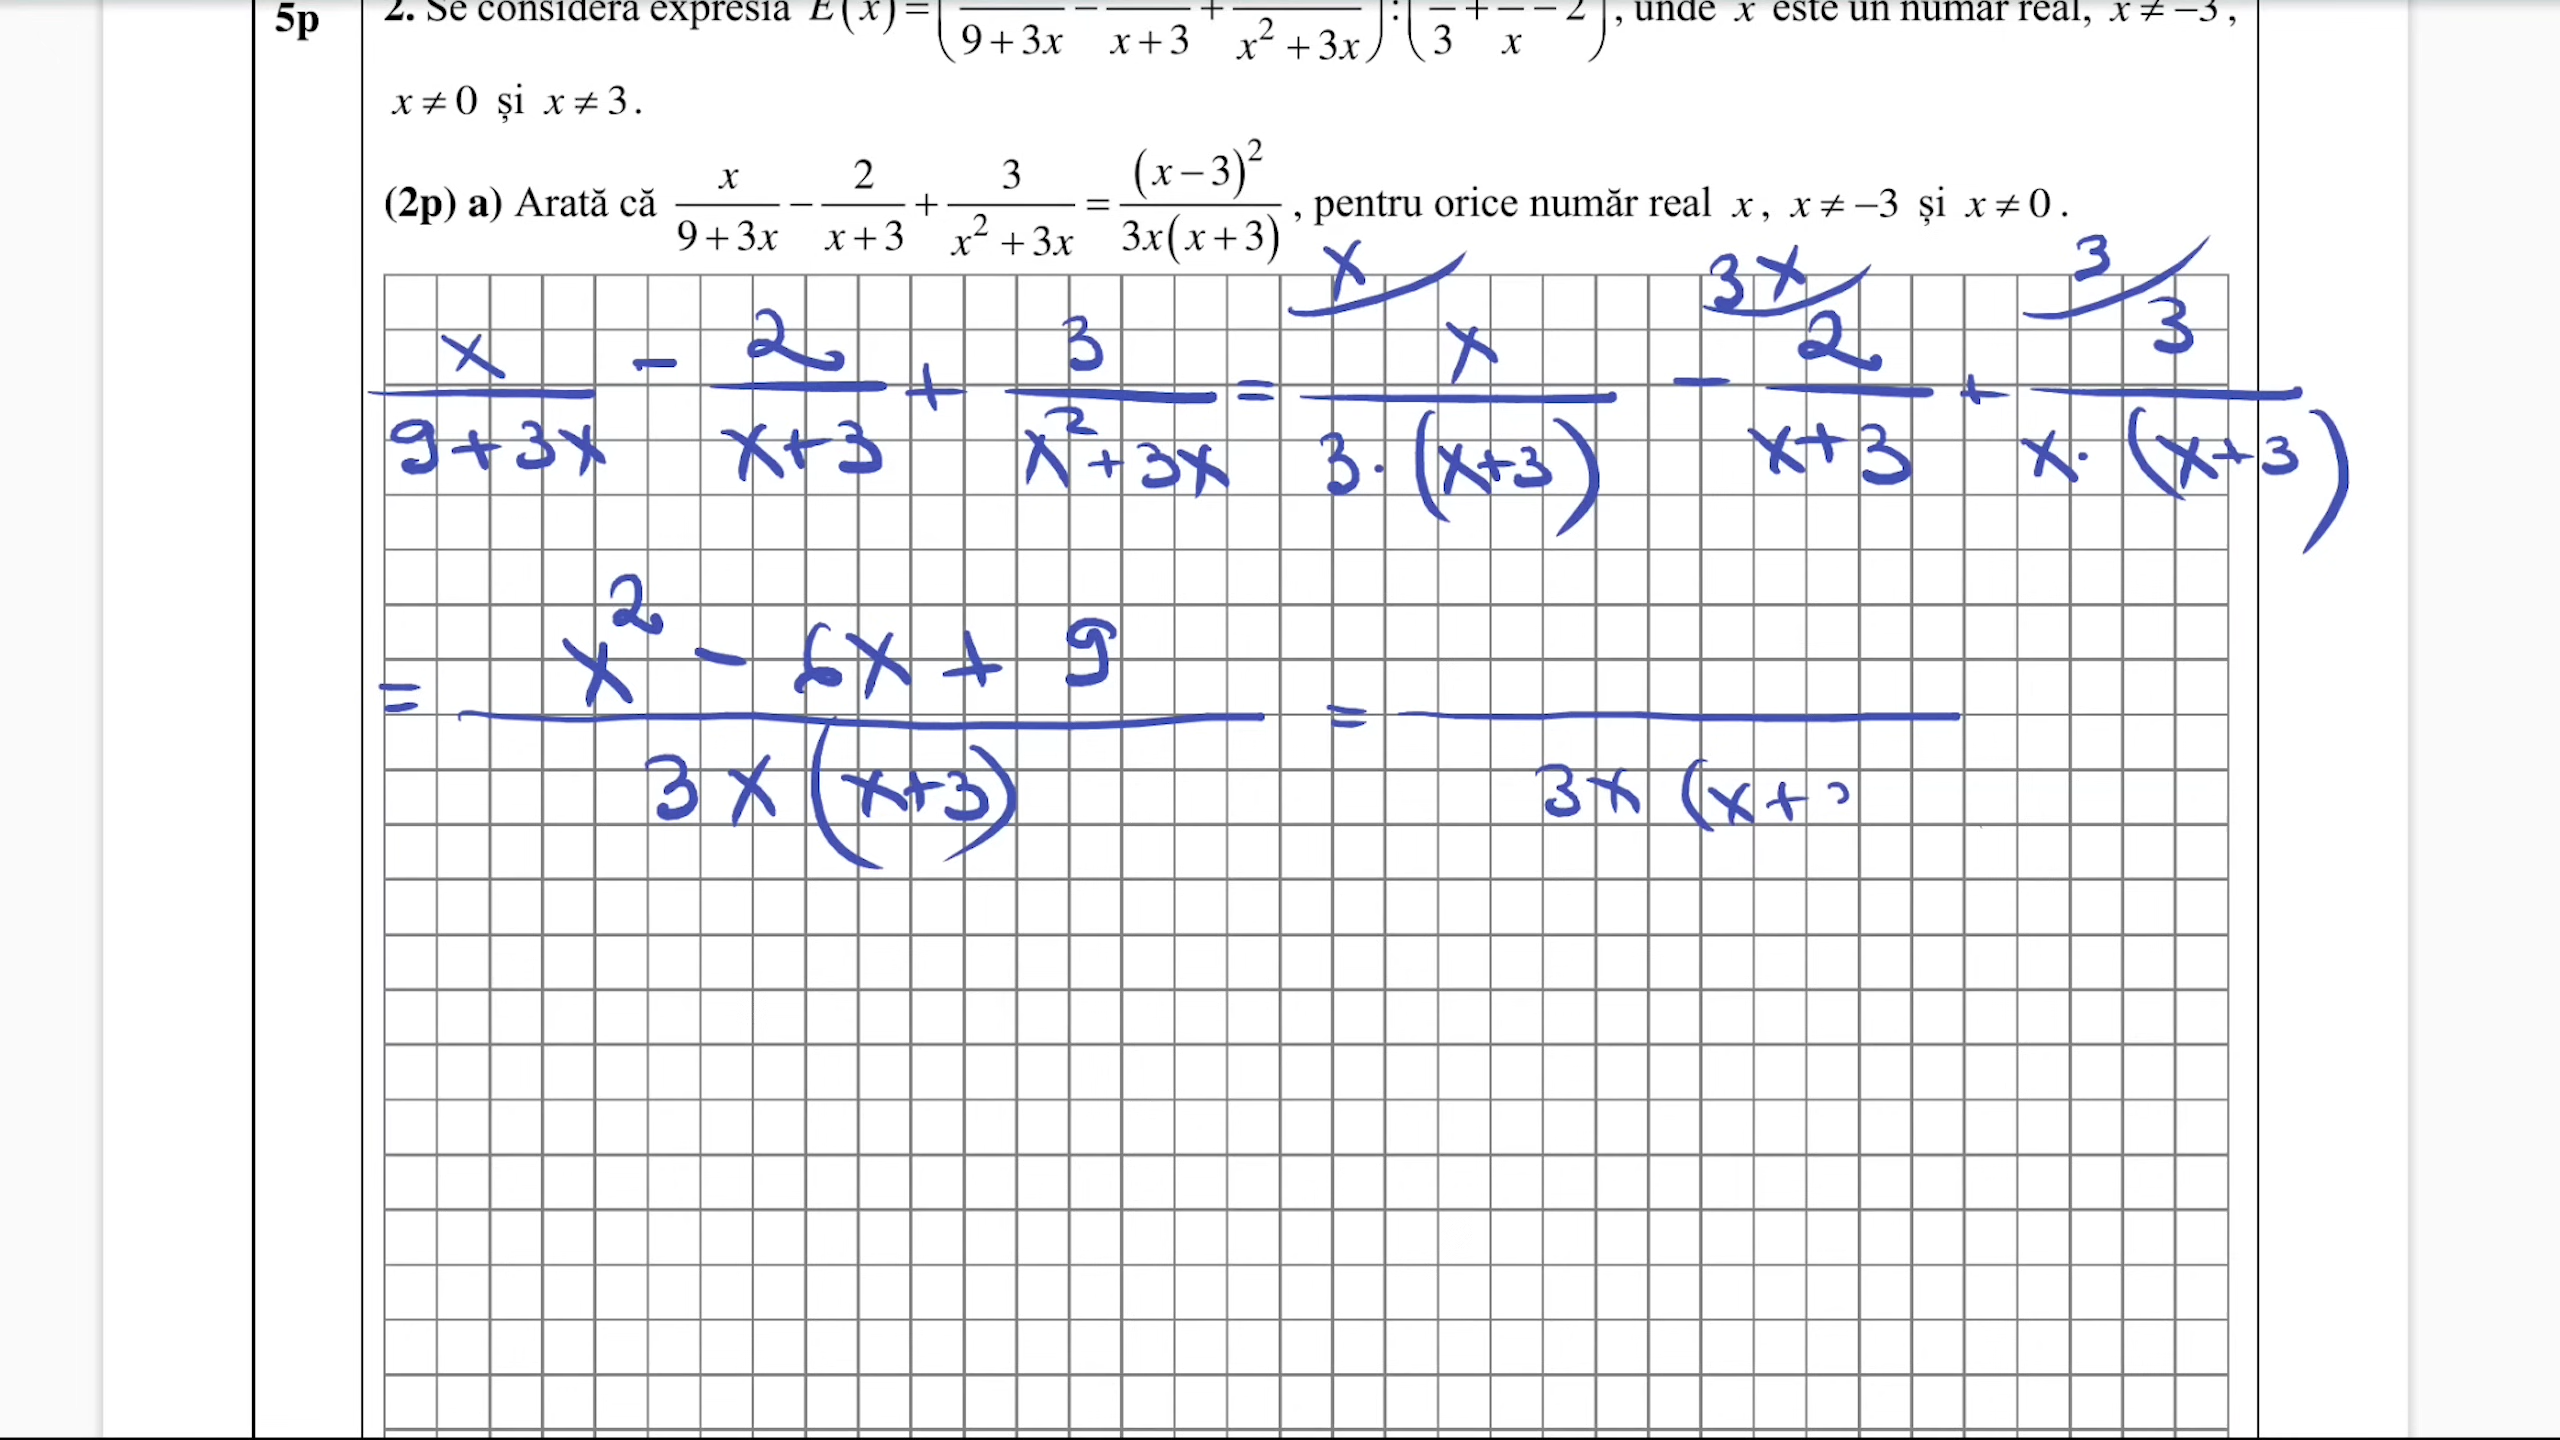 5p 2. Se consideră expresia E(x)=( /(9+3x) − /(x+3) + /(x²+3x)):( /3 + /x − 2), unde x este un număr real, x ≠ −3,
x ≠ 0 și x ≠ 3.
(2p) a) Arată că x/(9+3x) − 2/(x+3) + 3/(x²+3x) = (x−3)²/(3x(x+3)), pentru orice număr real x, x ≠ −3 și x ≠ 0.
x 3x 3
x/(9+3x) − 2/(x+3) + 3/(x²+3x) = x/(3·(x+3)) − 2/(x+3) + 3/(x·(x+3))
= (x² − 6x + 9)/(3x(x+3)) = /(3x(x+